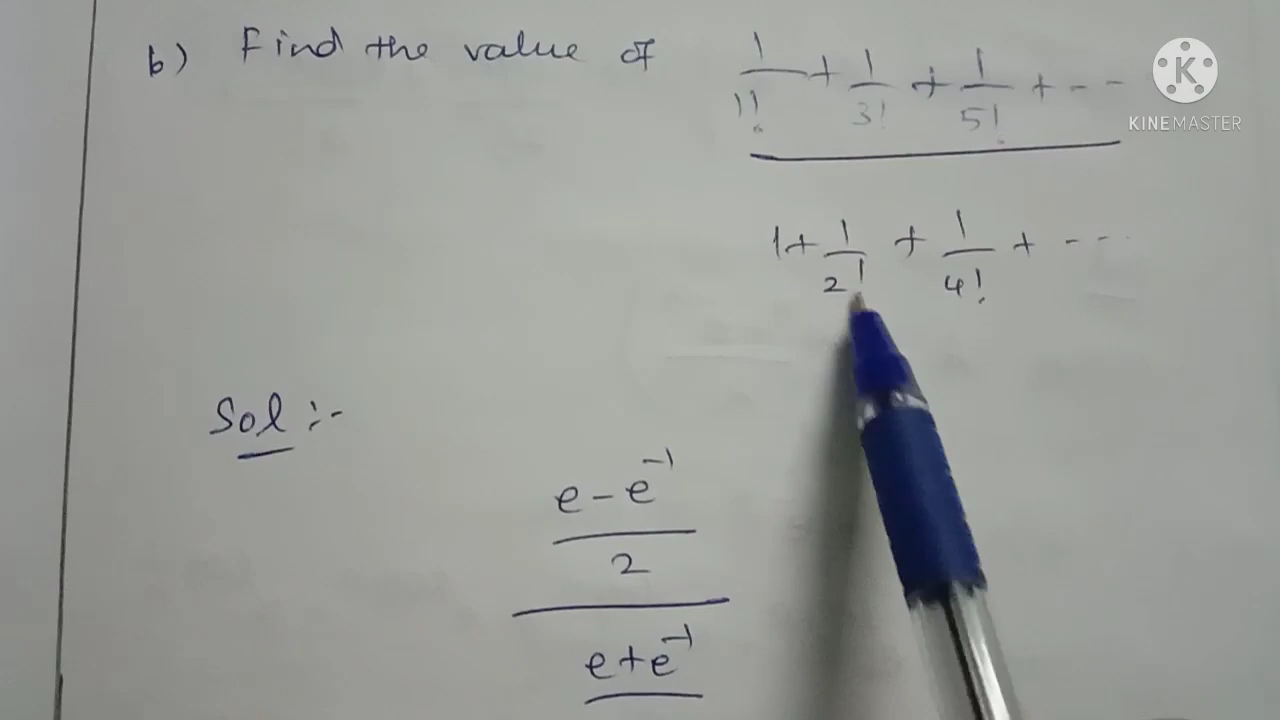 b) Find the value of
1/1! + 1/3! + 1/5! + - - -
1 + 1/2! + 1/4! + - - -
Sol :-
e - e^-1
2
e + e^-1
KINEMASTER